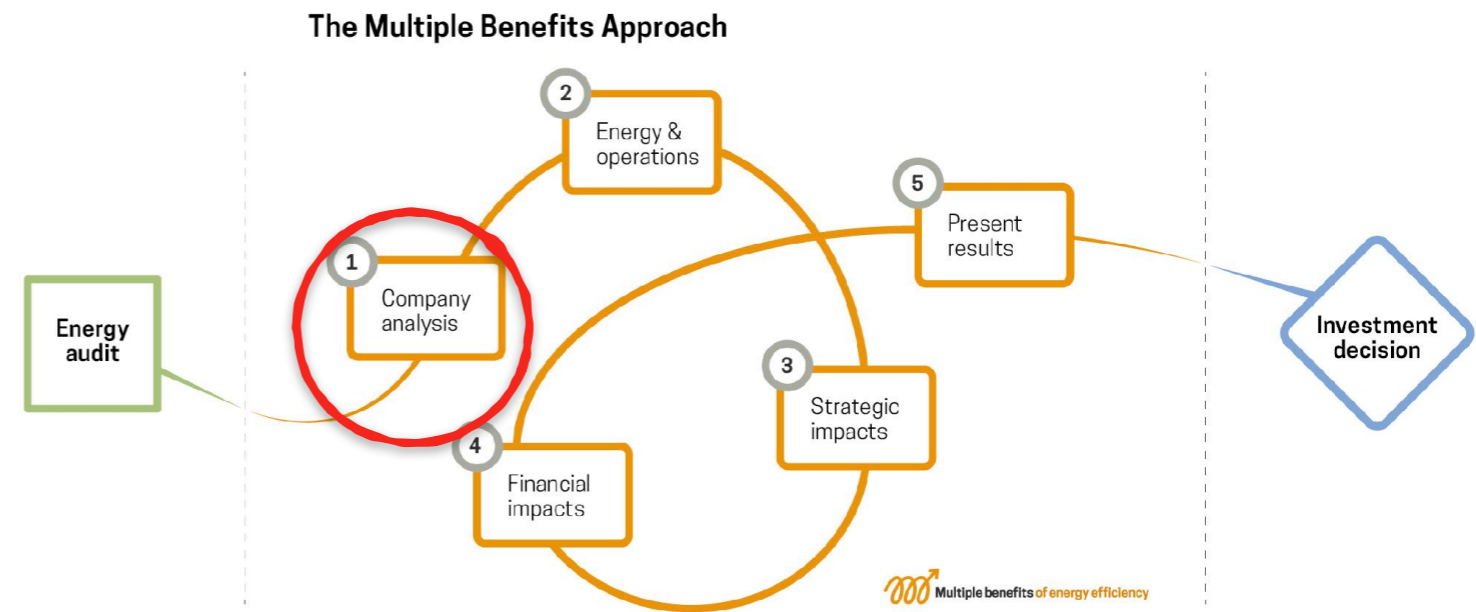 The Multiple Benefits Approach
Energy
audit
1
Company
analysis
2
Energy &
operations
3
Strategic
impacts
4
Financial
impacts
5
Present
results
Investment
decision
Multiple benefits of energy efficiency